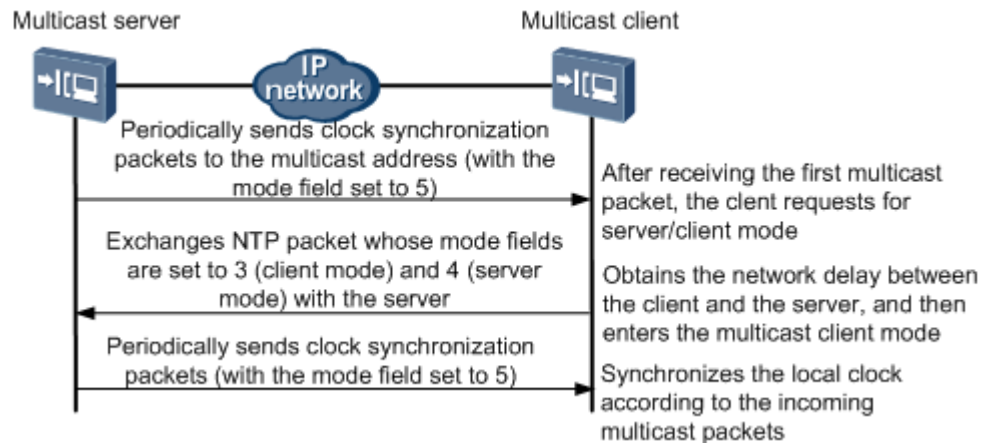 Multicast server
Multicast client
IP
network
Periodically sends clock synchronization
packets to the multicast address (with the
mode field set to 5)
After receiving the first multicast
packet, the clent requests for
server/client mode
Exchanges NTP packet whose mode fields
are set to 3 (client mode) and 4 (server
mode) with the server
Obtains the network delay between
the client and the server, and then
enters the multicast client mode
Periodically sends clock synchronization
packets (with the mode field set to 5)
Synchronizes the local clock
according to the incoming
multicast packets